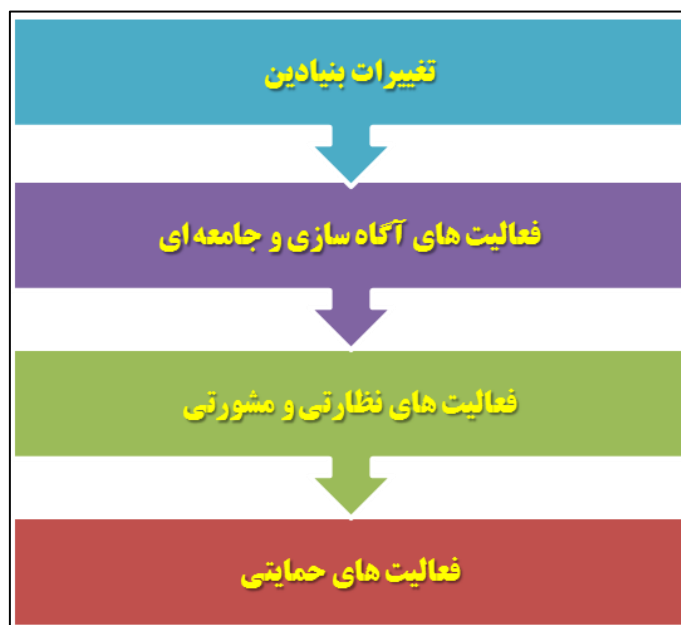 تغییرات بنیادین
فعالیت های آگاه سازی و جامعه ای
فعالیت های نظارتی و مشورتی
فعالیت های حمایتی